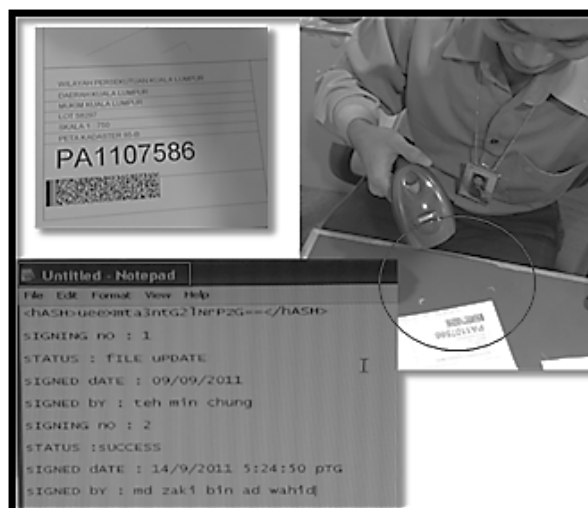 WILAYAH PERSEKUTUAN KUALA LUMPUR
DAERAH KUALA LUMPUR
MUKIM KUALA LUMPUR
LOT
SKALA 1 : 750
PETA KADASTER
PA1107586
PA1107586
Untitled - Notepad
File Edit Format View Help
sIGNING no : 1
sTATUS : fILE UPDATE
sIGNED dATE : 09/09/2011
sIGNED by : teh min chung
sIGNING no : 2
sTATUS :sUCCESS
sIGNED dATE : 14/9/2011 5:24:50 pTG
sIGNED by : md zaki bin ad wahid